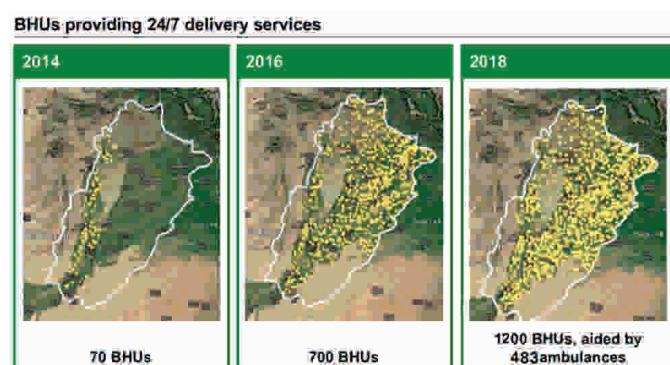 BHUs providing 24/7 delivery services
2014
2016
2018
70 BHUs
700 BHUs
1200 BHUs, aided by
483ambulances